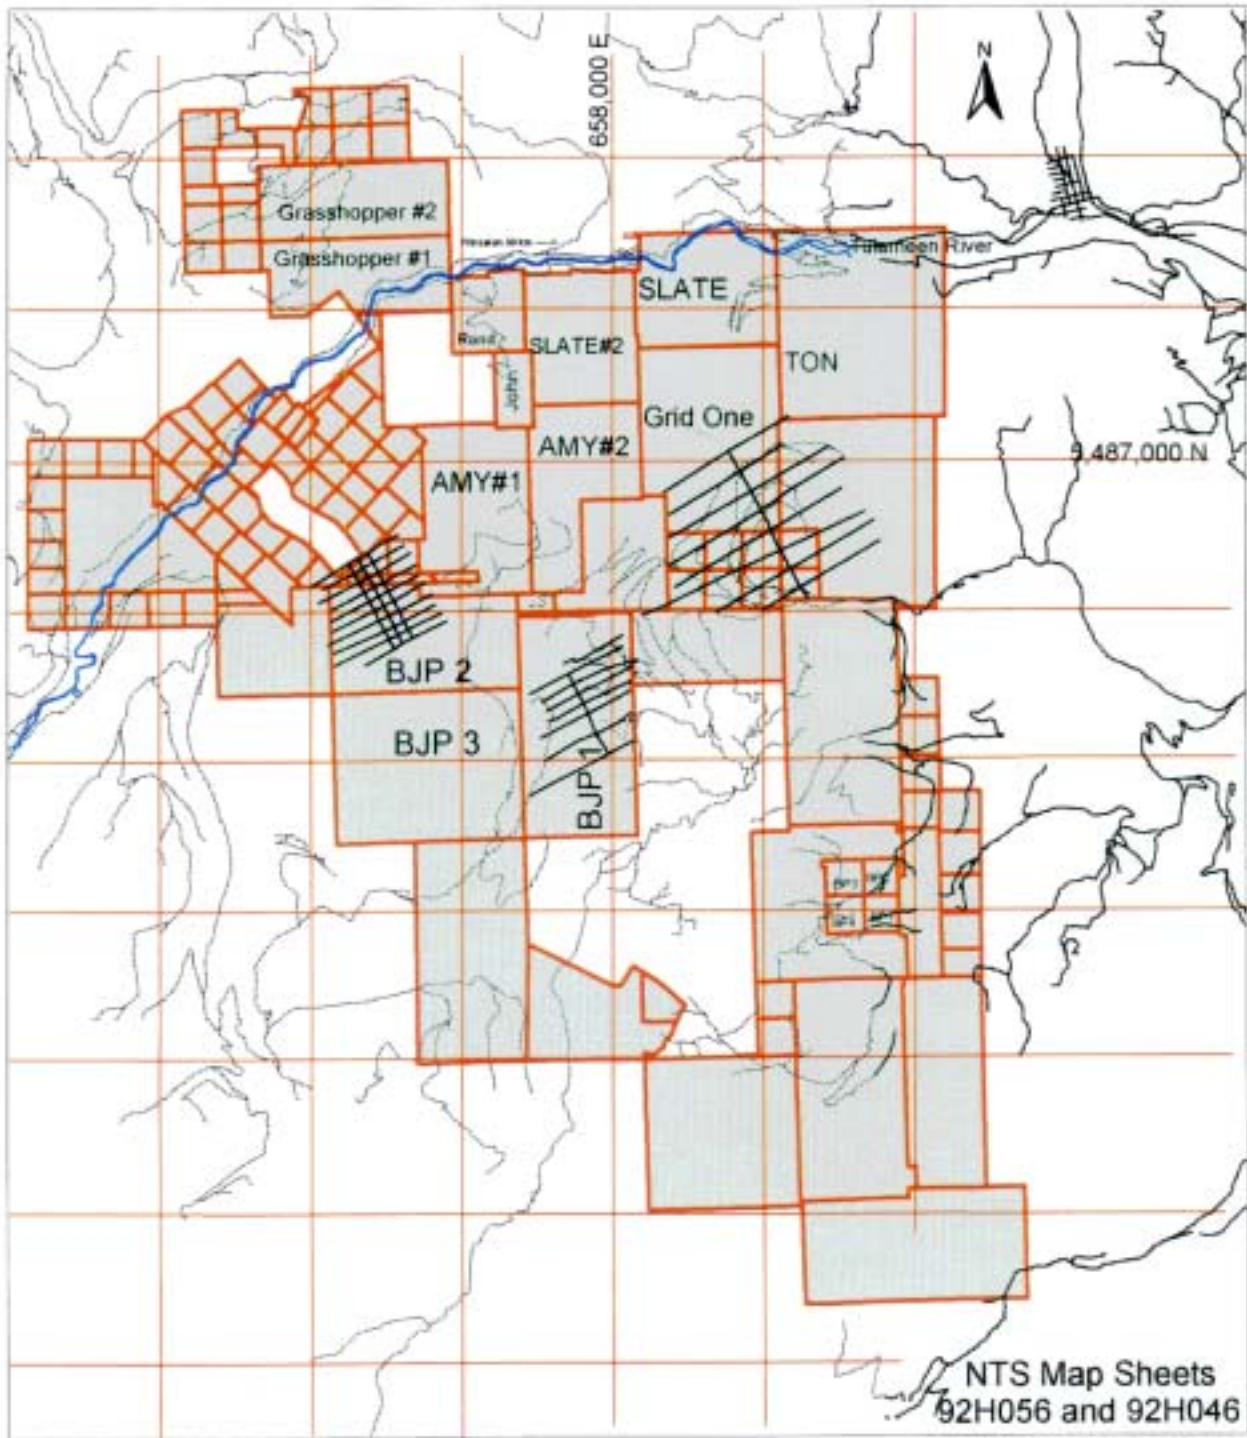 658,000 E
N
Grasshopper #2
Grasshopper #1
Tulameen River
SLATE
SLATE#2
TON
John
Grid One
AMY#2
5,487,000 N
AMY#1
BJP 2
BJP 3
BJP 1
NTS Map Sheets
92H056 and 92H046